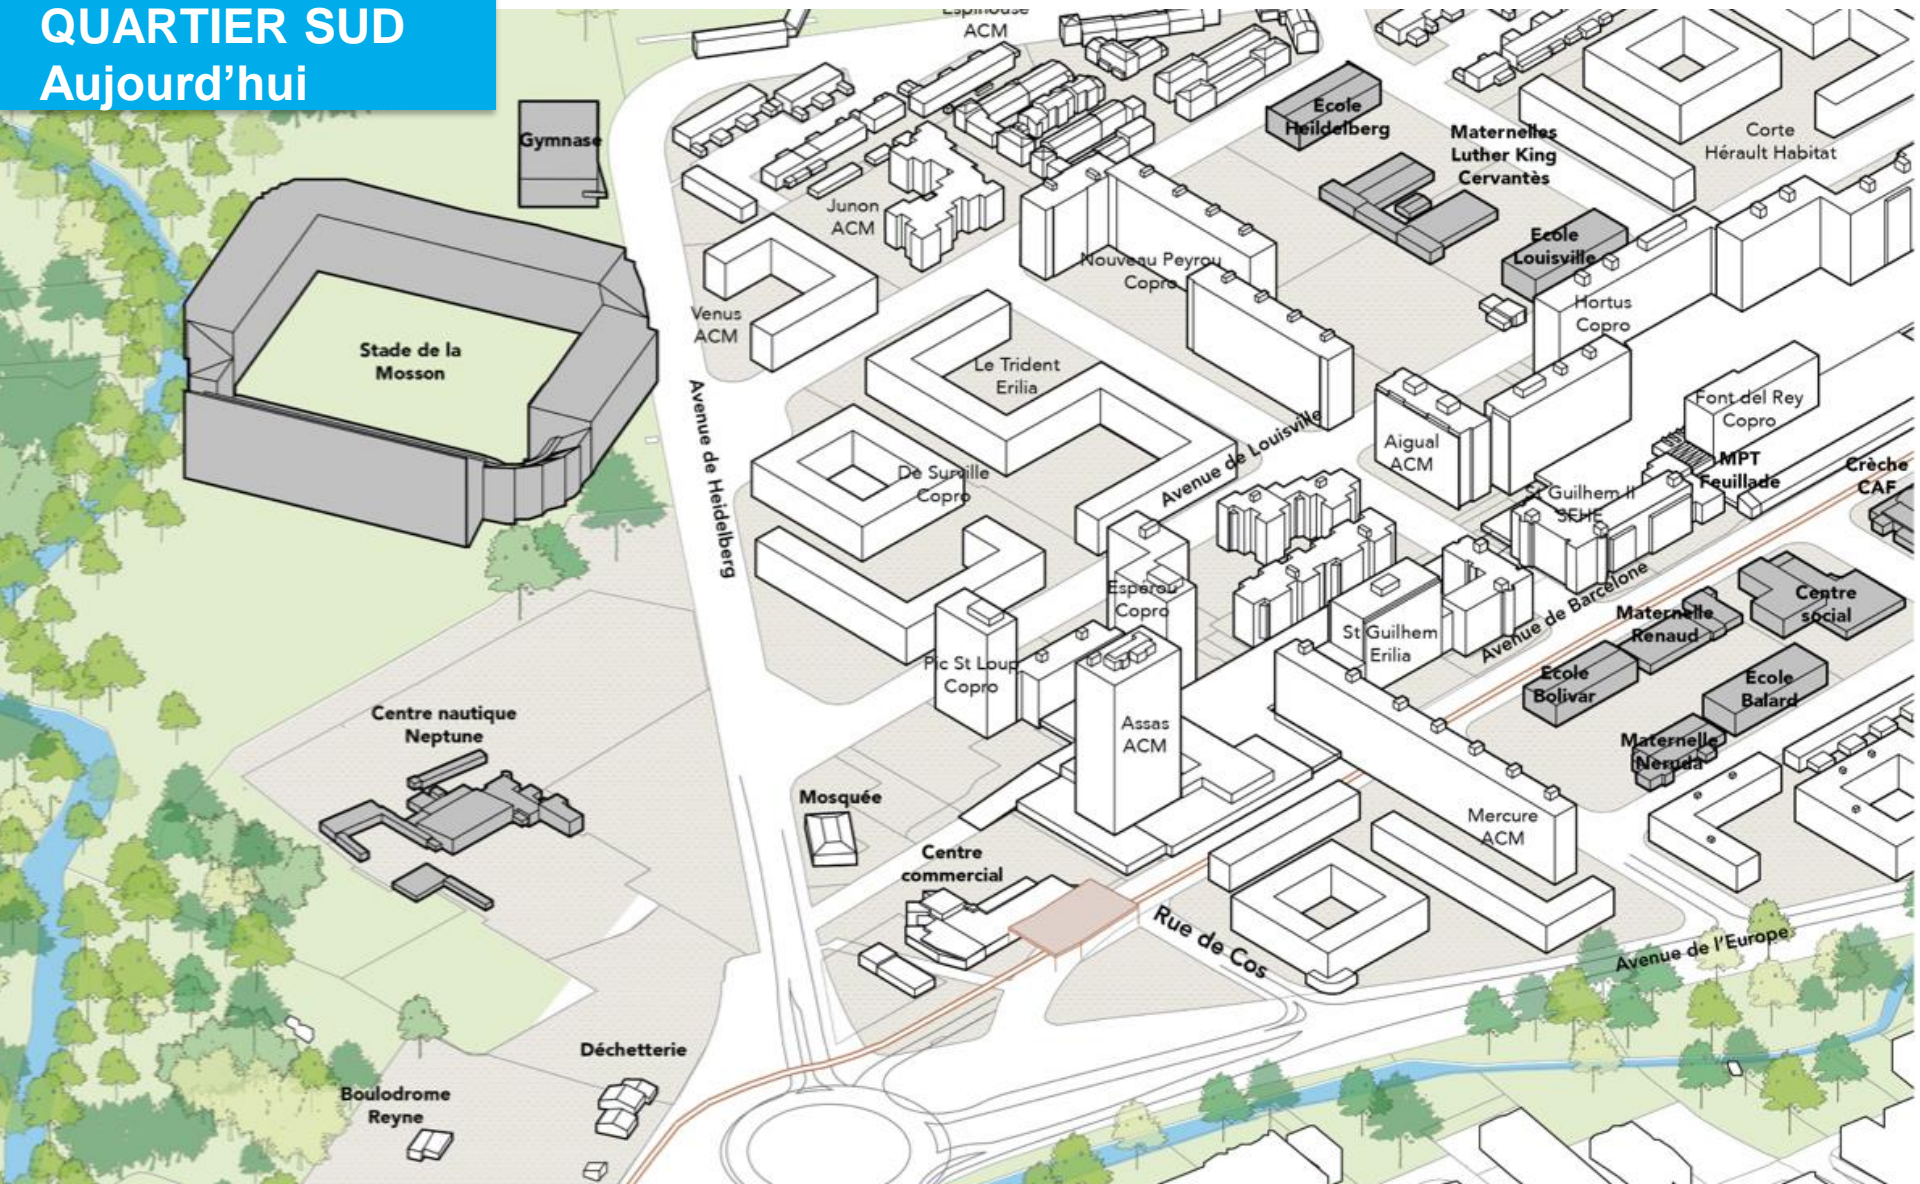 QUARTIER SUD
Aujourd'hui
Espinouse
ACM
Gymnase
Ecole
Heildelberg
Maternelles
Luther King
Cervantès
Corte
Hérault Habitat
Junon
ACM
Ecole
Louisville
Nouveau Peyrou
Copro
Hortus
Copro
Venus
ACM
Stade de la
Mosson
Le Trident
Erilia
Avenue de Heidelberg
Font del Rey
Copro
Aigual
ACM
Avenue de Louisville
De Surville
Copro
MPT
Feuillade
Crèche
CAF
St Guilhem II
SFHE
Espérou
Copro
Avenue de Barcelone
Centre
social
Maternelle
Renaud
St Guilhem
Erilia
Pic St Loup
Copro
Ecole
Bolivar
Ecole
Balard
Centre nautique
Neptune
Assas
ACM
Maternelle
Neruda
Mosquée
Mercure
ACM
Centre
commercial
Rue de Cos
Avenue de l'Europe
Déchetterie
Boulodrome
Reyne